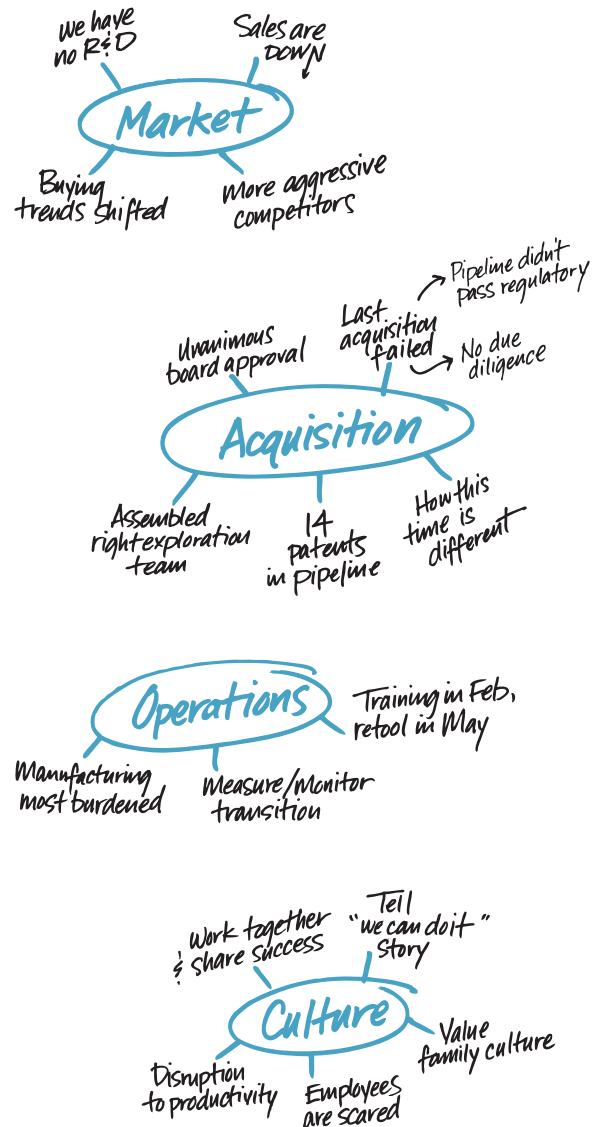 We have
no R&D
Sales are
DOWN
Market
Buying
trends shifted
More aggressive
competitors
Pipeline didn't
pass regulatory
Last
acquisition
failed
No due
diligence
Unanimous
board approval
Acquisition
Assembled
right exploration
team
14
patents
in pipeline
How this
time is
different
Operations
Training in Feb,
retool in May
Manufacturing
most burdened
Measure/Monitor
transition
Work together
& share success
Tell
"we can do it"
story
Culture
Value
family culture
Disruption
to productivity
Employees
are scared